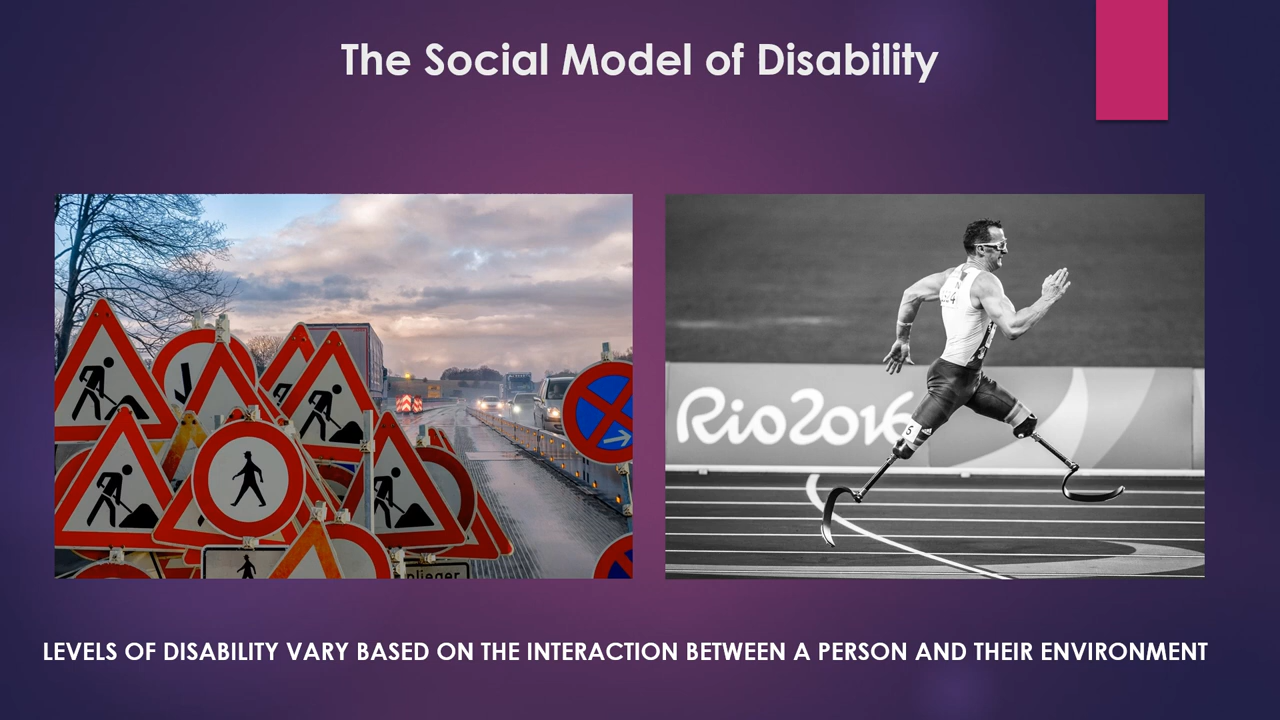 The Social Model of Disability
Rio2016
5
LEVELS OF DISABILITY VARY BASED ON THE INTERACTION BETWEEN A PERSON AND THEIR ENVIRONMENT